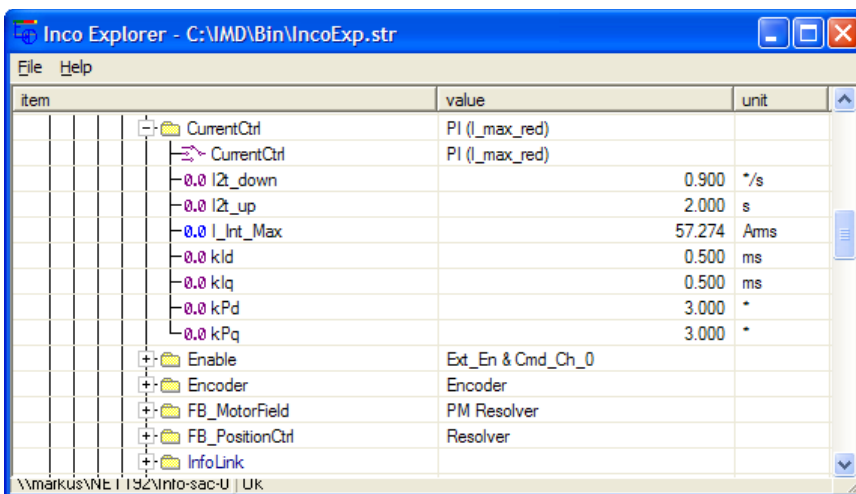 Inco Explorer - C:\IMD\Bin\IncoExp.str
File Help
item value unit
CurrentCtrl PI (I_max_red)
CurrentCtrl PI (I_max_red)
0.0 I2t_down 0.900 */s
0.0 I2t_up 2.000 s
0.0 I_Int_Max 57.274 Arms
0.0 kId 0.500 ms
0.0 kIq 0.500 ms
0.0 kPd 3.000 *
0.0 kPq 3.000 *
Enable Ext_En & Cmd_Ch_0
Encoder Encoder
FB_MotorField PM Resolver
FB_PositionCtrl Resolver
InfoLink
\\markus\NET192\Info-sac-0 | Ok